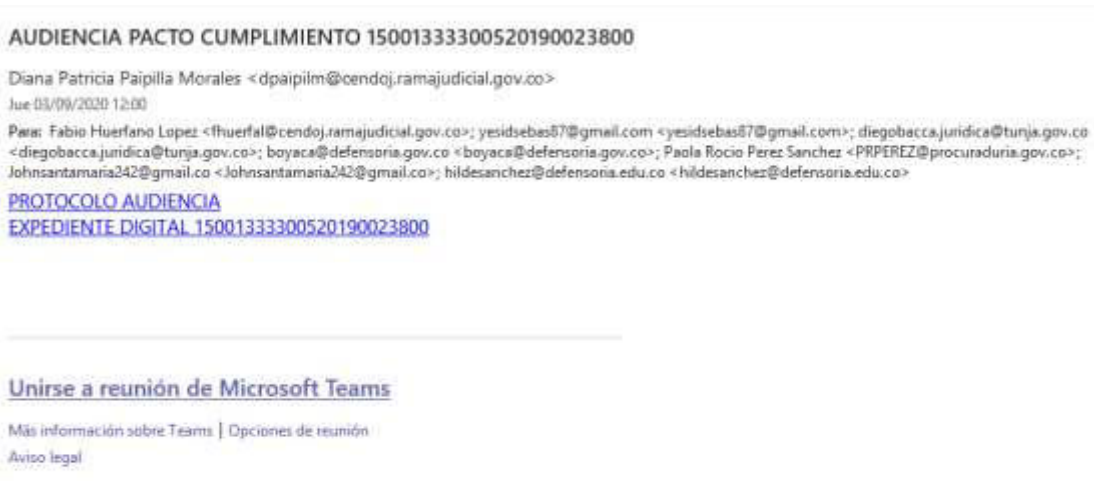 AUDIENCIA PACTO CUMPLIMIENTO 15001333300520190023800
Diana Patricia Paipilla Morales <dpaipilm@cendoj.ramajudicial.gov.co>
Jue 03/09/2020 12:00
Para: Fabio Huerfano Lopez <fhuerfal@cendoj.ramajudicial.gov.co>; yesidsebas87@gmail.com <yesidsebas87@gmail.com>; diegobacca.juridica@tunja.gov.co
<diegobacca.juridica@tunja.gov.co>; boyaca@defensoria.gov.co <boyaca@defensoria.gov.co>; Paola Rocio Perez Sanchez <PRPEREZ@procuraduria.gov.co>;
Johnsantamaria242@gmail.co <Johnsantamaria242@gmail.co>; hildesanchez@defensoria.edu.co <hildesanchez@defensoria.edu.co>
PROTOCOLO AUDIENCIA
EXPEDIENTE DIGITAL 15001333300520190023800
Unirse a reunión de Microsoft Teams
Más información sobre Teams | Opciones de reunión
Aviso legal